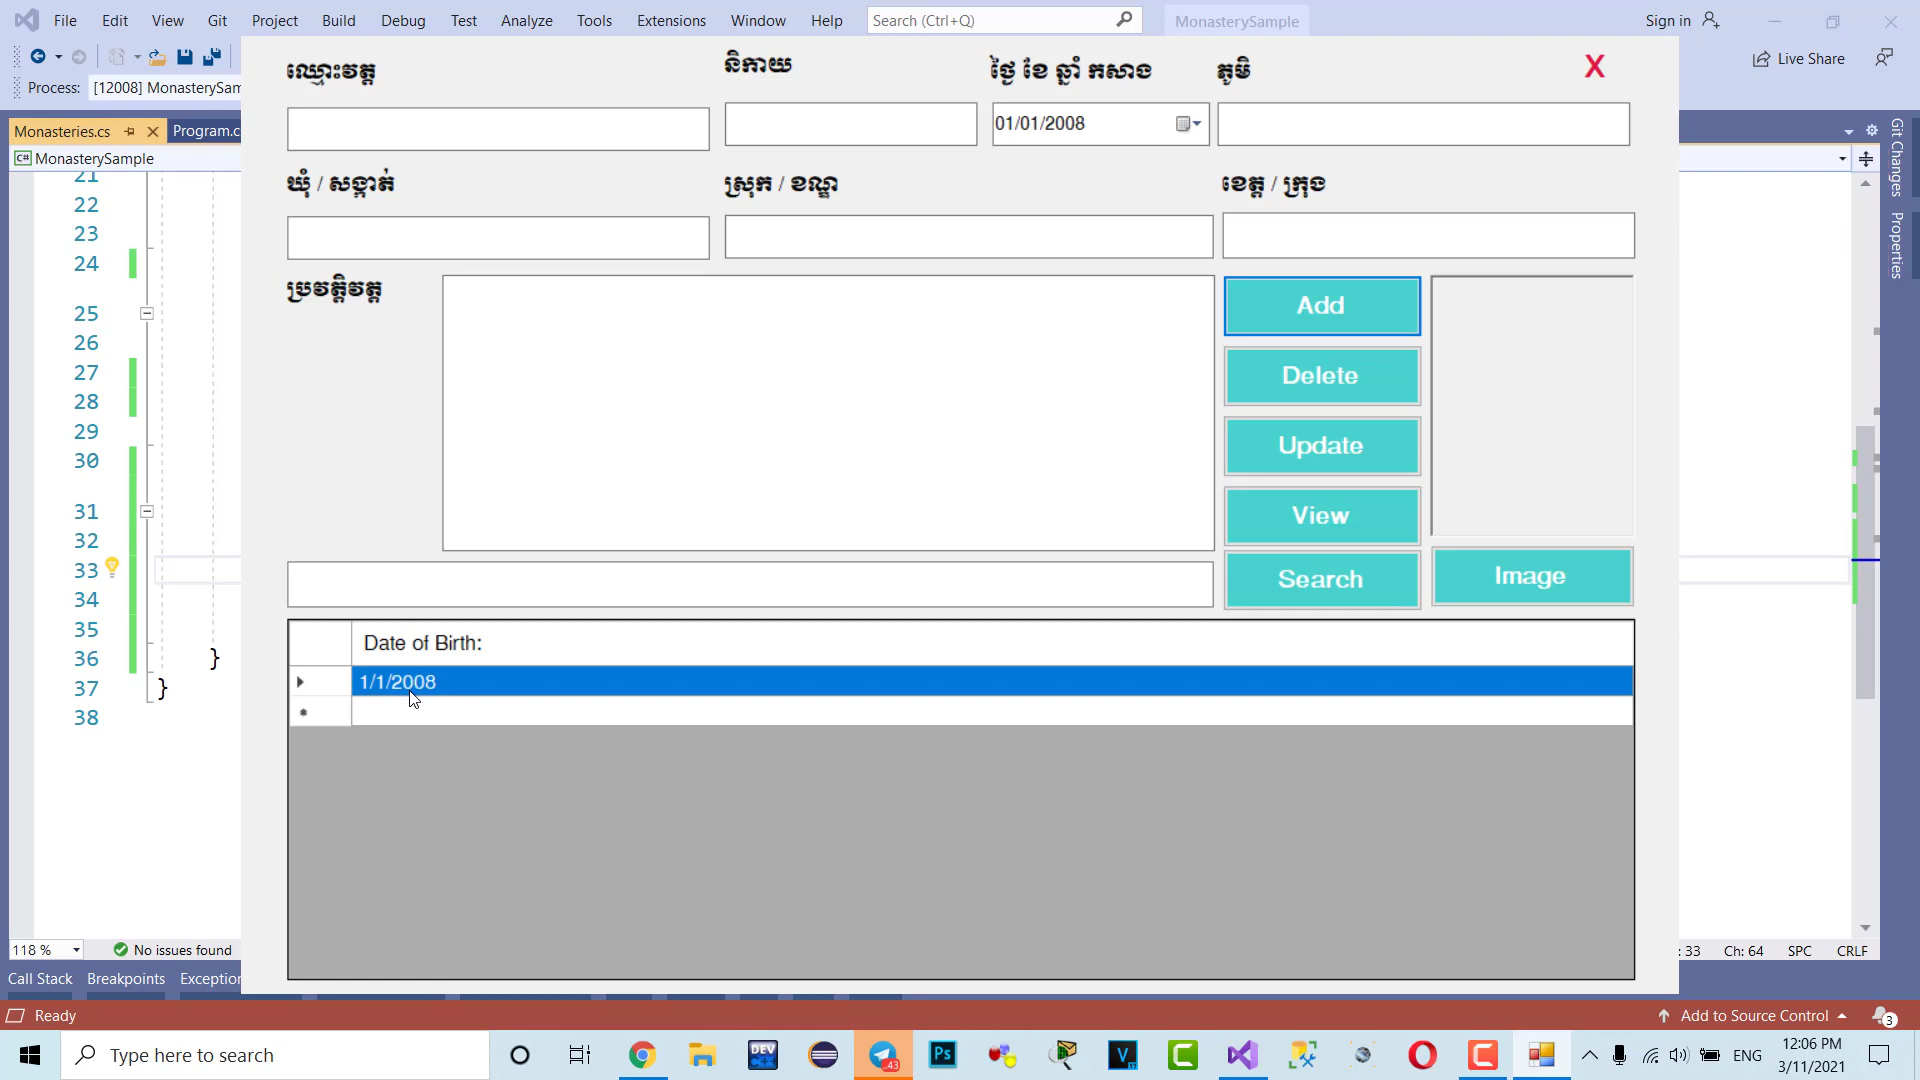 File Edit View Git Project Build Debug Test Analyze Tools Extensions Window Help Search (Ctrl+Q) MonasterySample Sign in
Live Share
Process: [12008] MonasterySam
Monasteries.cs Program.c
MonasterySample
ឈ្មោះវត្ត
និកាយ
ថ្ងៃ ខែ ឆ្នាំ កសាង
ភូមិ
X
01/01/2008
ឃុំ / សង្កាត់
ស្រុក / ខណ្ឌ
ខេត្ត / ក្រុង
ប្រវត្តិវត្ត
Add
Delete
Update
View
Search
Image
Date of Birth:
1/1/2008
21
22
23
24
25
26
27
28
29
30
31
32
33
34
35
36 }
37 }
38
Git Changes
Properties
118 % No issues found
: 33 Ch: 64 SPC CRLF
Call Stack Breakpoints Exception
Ready
Add to Source Control 3
Type here to search
DEV
43
Ps
V
ENG
12:06 PM
3/11/2021